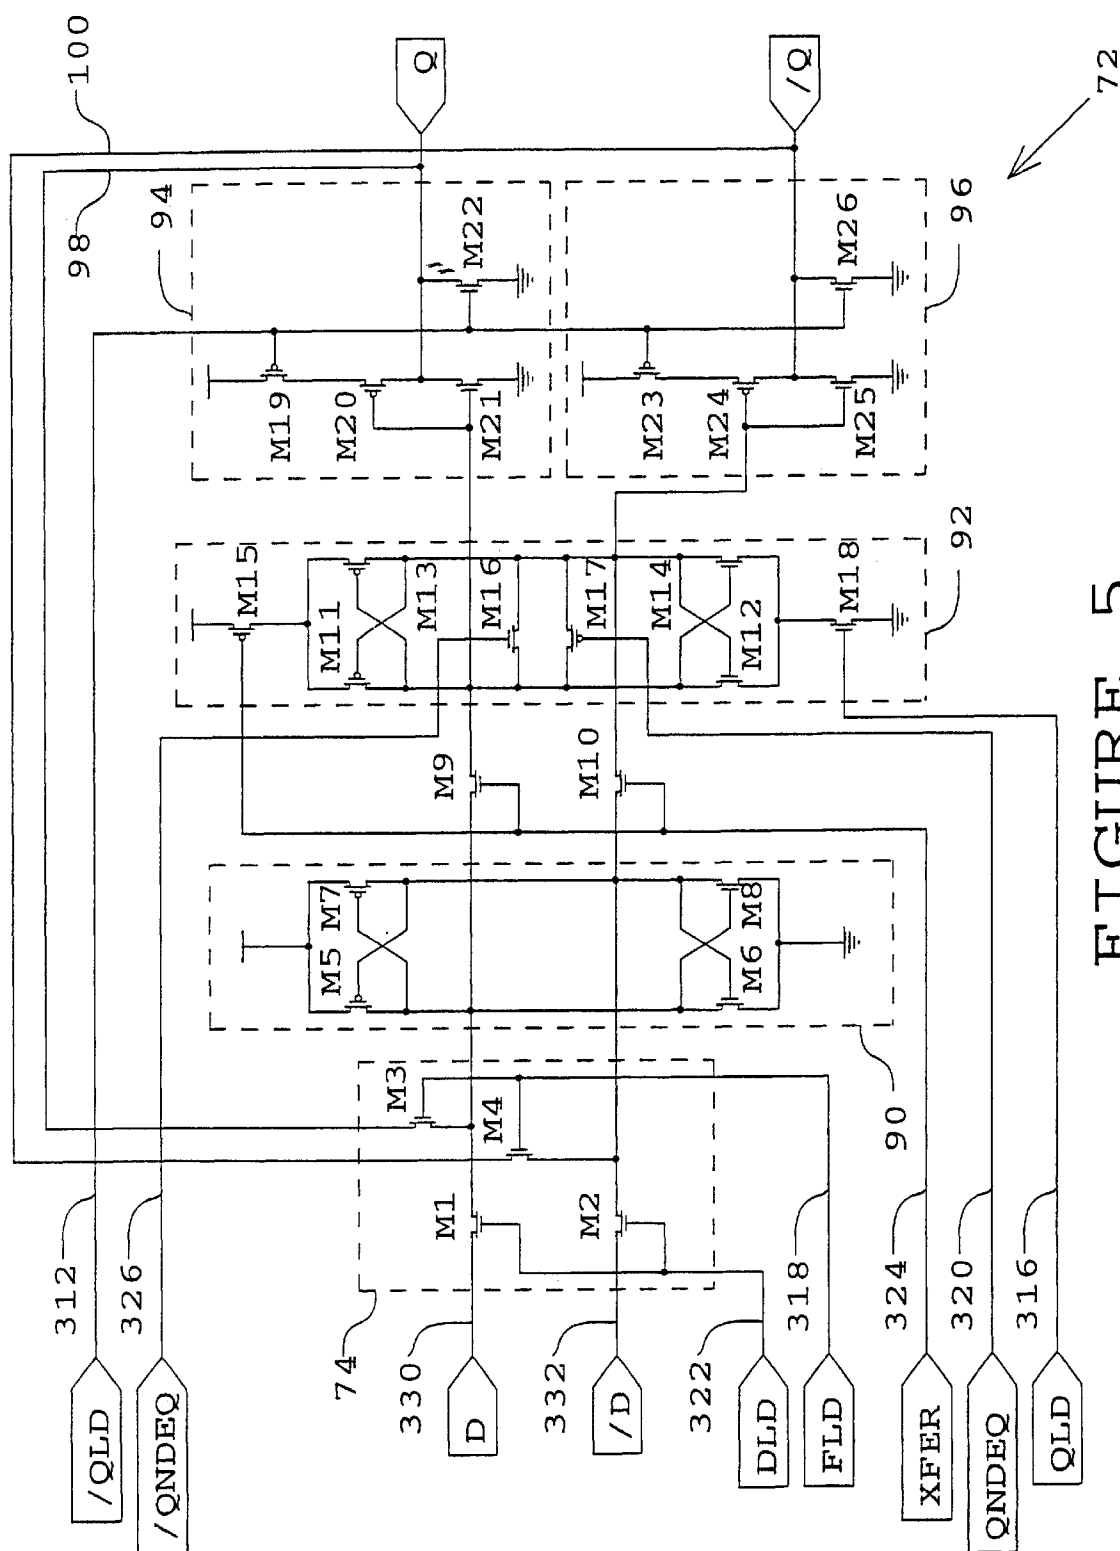 /QLD
312
/QNDEQ
326
74
D
330
/D
332
DLD
322
FLD
318
XFER
324
QNDEQ
320
QLD
316
M1
M2
M3
M4
90
M5
M7
M6
M8
M9
M10
M15
M11
M13
M16
M17
M14
M12
M18
92
M19
M20
M21
M22
94
M23
M24
M25
M26
96
98
100
Q
/Q
72
FIGURE 5